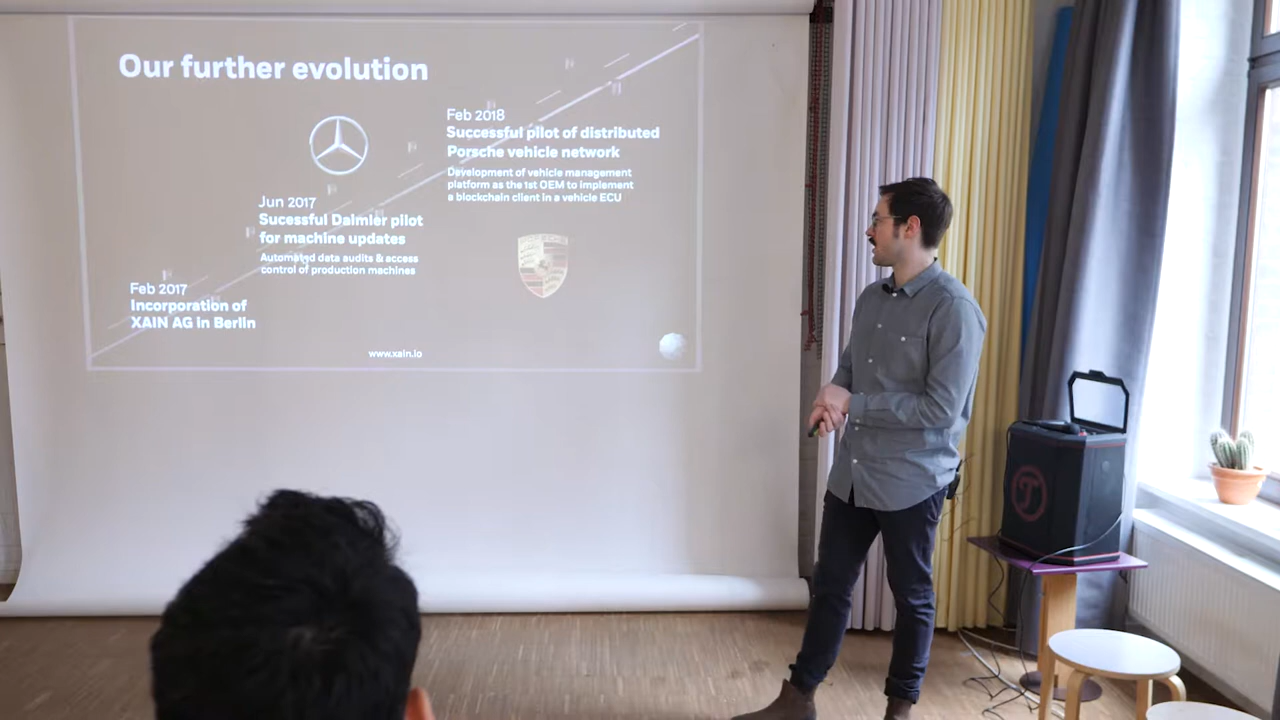 Our further evolution
Feb 2018
Successful pilot of distributed
Porsche vehicle network
Development of vehicle management
platform as the 1st OEM to implement
a blockchain client in a vehicle ECU
Jun 2017
Sucessful Daimler pilot
for machine updates
Automated data audits & access
control of production machines
Feb 2017
Incorporation of
XAIN AG in Berlin
www.xain.io